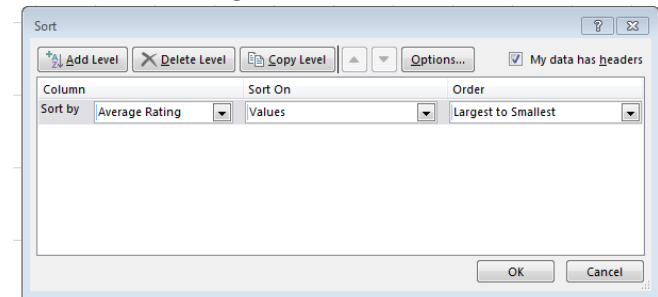 Sort
Add Level Delete Level Copy Level Options... My data has headers
Column Sort On Order
Sort by Average Rating Values Largest to Smallest
OK Cancel